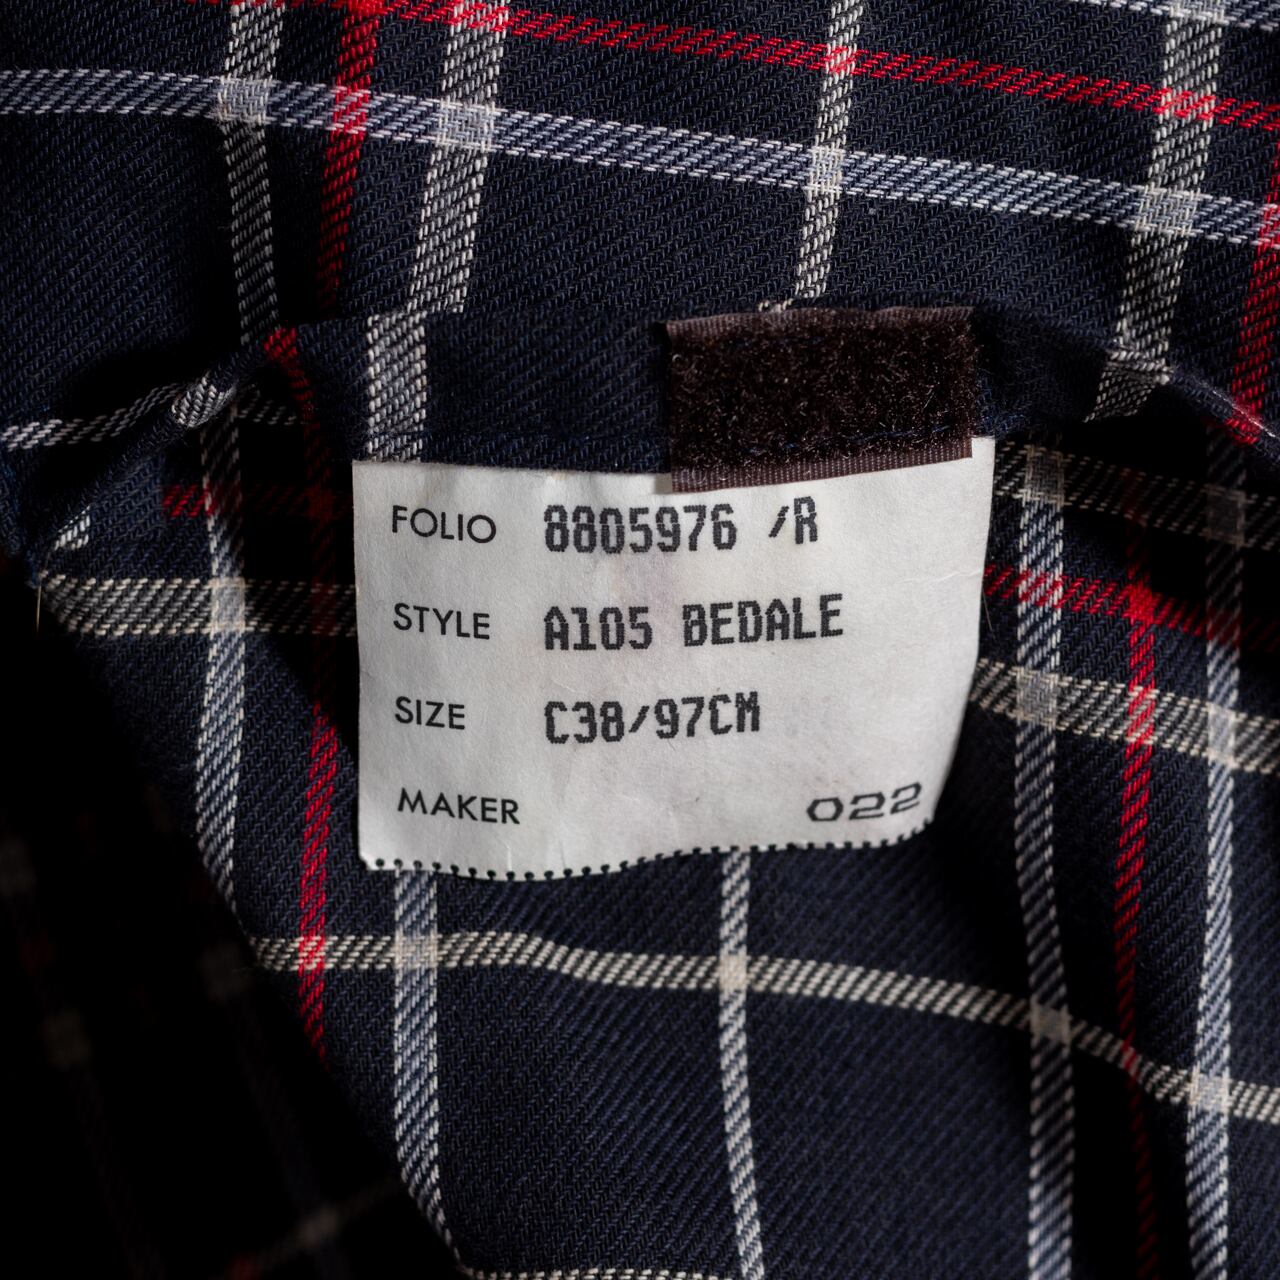 FOLIO 8805976 /R
STYLE A105 BEDALE
SIZE C38/97CM
MAKER 022